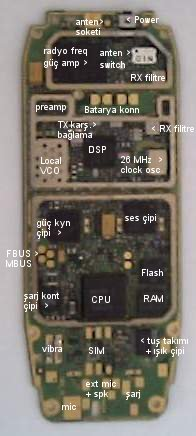 anten
soketi
< Power
radyo freq
güç amp >
anten >
switch
RX filitre
preamp
Batarya konn
TX karş.
bağlama
> RX filitre
DSP
Local
VCO
26 MHz
clock osc
güç kyn
çipi
ses çipi
FBUS
MBUS
Flash
RAM
CPU
şarj kont
çipi >
vibra
SIM
< tuş takımı
+ ışık çipi
ext mic
+ spk
şarj
mic